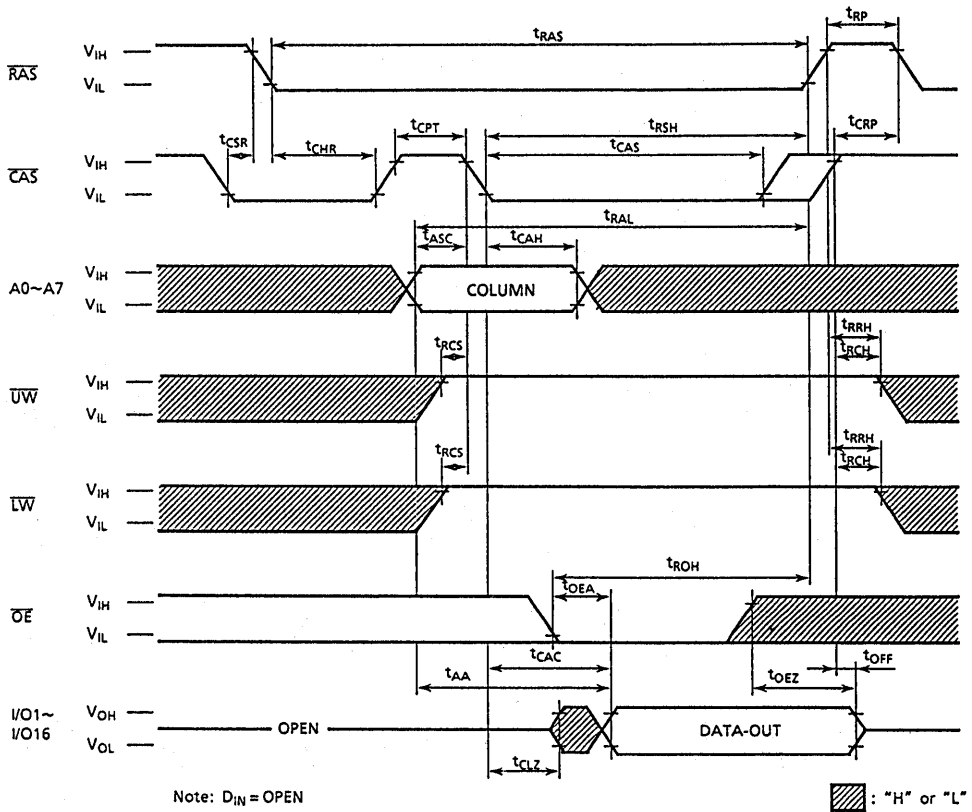 tRP
tRAS
RAS
VIH
VIL
tCPT
tRSH
tCRP
tCSR
tCHR
tCAS
CAS
VIH
VIL
tRAL
tASC
tCAH
A0~A7
VIH
VIL
COLUMN
tRCS
tRRH
tRCH
UW
VIH
VIL
tRCS
tRRH
tRCH
LW
VIH
VIL
tROH
tOEA
OE
VIH
VIL
tCAC
tOFF
tAA
tOEZ
I/O1~
I/O16
VOH
VOL
OPEN
DATA-OUT
tCLZ
Note: DIN = OPEN
: "H" or "L"